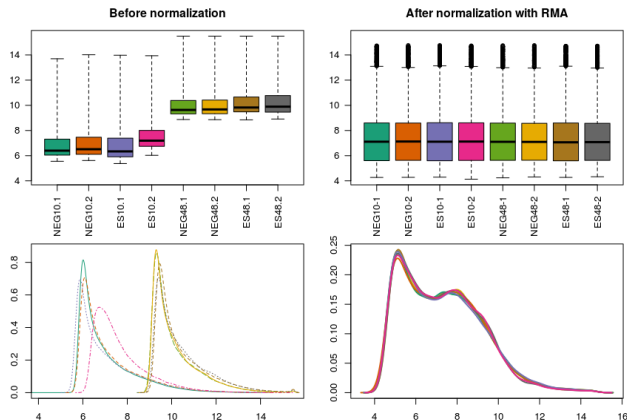 Before normalization
After normalization with RMA
14
12
10
8
6
4
14
12
10
8
6
4
NEG10.1
NEG10.2
ES10.1
ES10.2
NEG48.1
NEG48.2
ES48.1
ES48.2
NEG10-1
NEG10-2
ES10-1
ES10-2
NEG48-1
NEG48-2
ES48-1
ES48-2
0.8
0.6
0.4
0.2
0.0
4 6 8 10 12 14
0.25
0.20
0.15
0.10
0.05
0.00
4 6 8 10 12 14 16